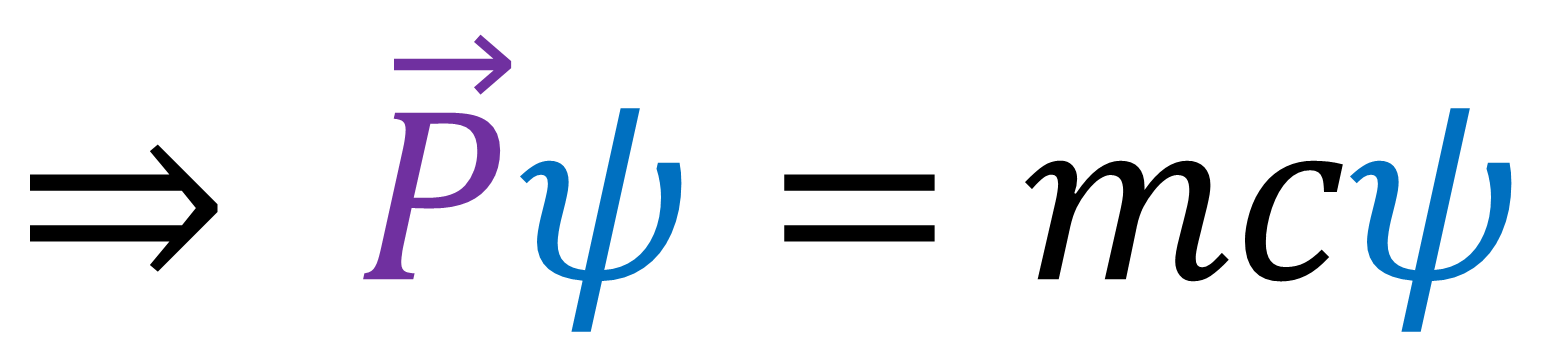 ⇒ P⃗ψ = mcψ